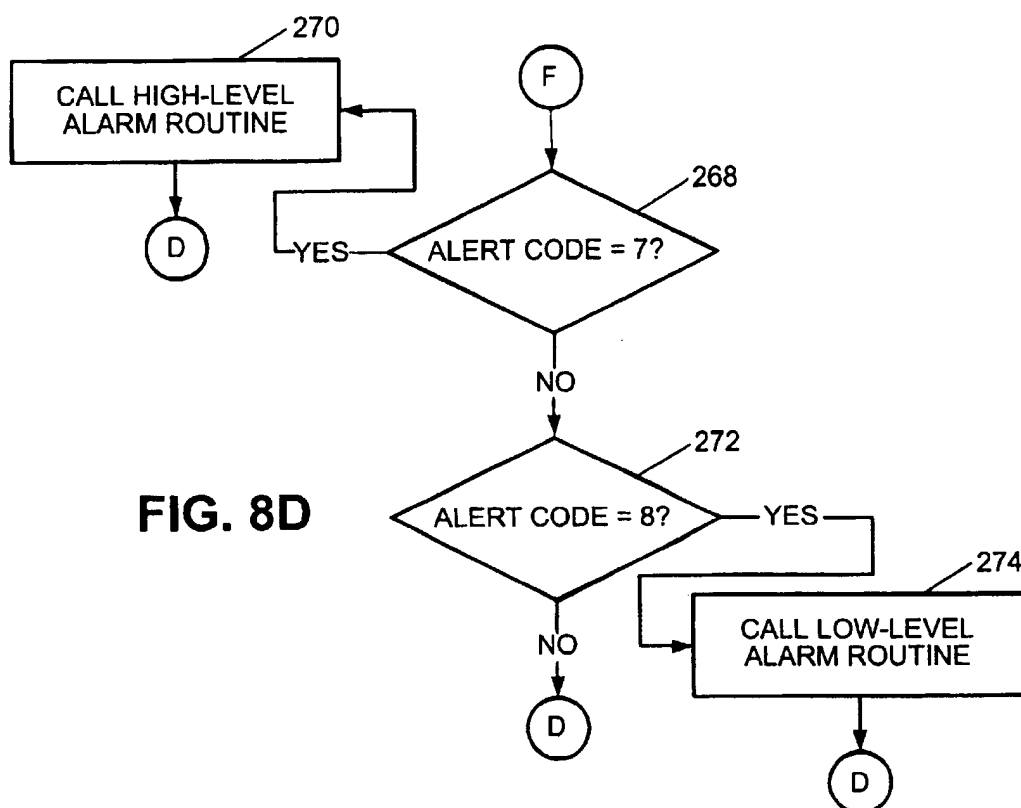 270
CALL HIGH-LEVEL
ALARM ROUTINE
D
F
268
ALERT CODE = 7?
YES
NO
272
ALERT CODE = 8?
YES
NO
D
FIG. 8D
274
CALL LOW-LEVEL
ALARM ROUTINE
D